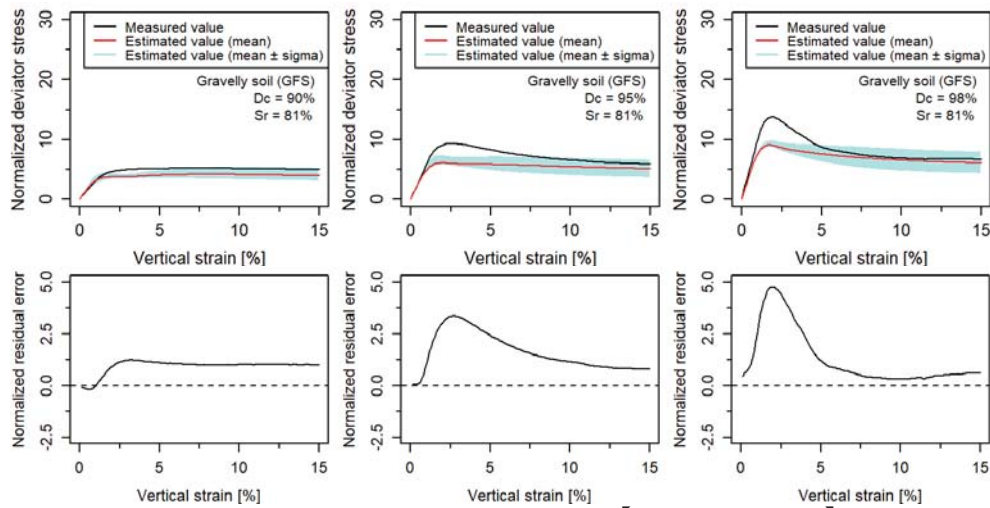 Normalized deviator stress
30
20
10
0
Measured value
Estimated value (mean)
Estimated value (mean ± sigma)
Gravelly soil (GFS)
Dc = 90%
Sr = 81%
0 5 10 15
Vertical strain [%]
Normalized deviator stress
30
20
10
0
Measured value
Estimated value (mean)
Estimated value (mean ± sigma)
Gravelly soil (GFS)
Dc = 95%
Sr = 81%
0 5 10 15
Vertical strain [%]
Normalized deviator stress
30
20
10
0
Measured value
Estimated value (mean)
Estimated value (mean ± sigma)
Gravelly soil (GFS)
Dc = 98%
Sr = 81%
0 5 10 15
Vertical strain [%]
Normalized residual error
5.0
2.5
0.0
-2.5
0 5 10 15
Vertical strain [%]
Normalized residual error
5.0
2.5
0.0
-2.5
0 5 10 15
Vertical strain [%]
Normalized residual error
5.0
2.5
0.0
-2.5
0 5 10 15
Vertical strain [%]